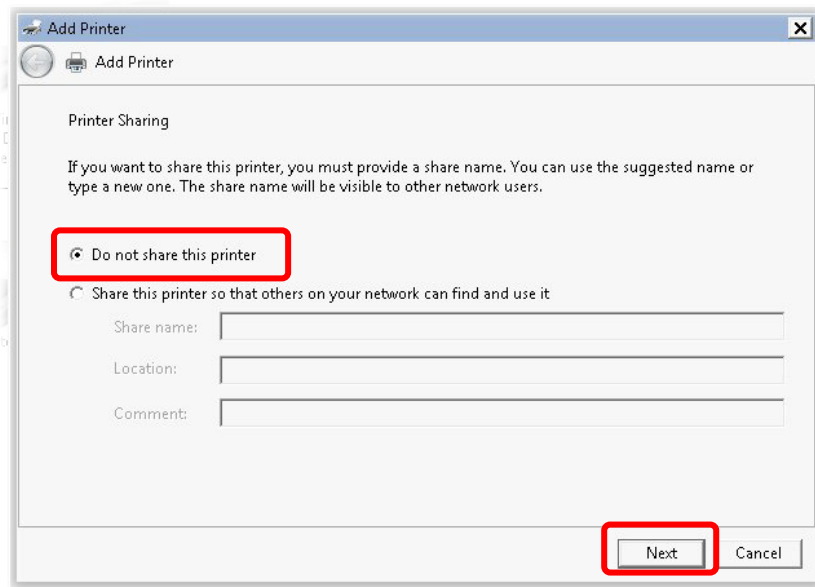 Add Printer
Add Printer
Printer Sharing
If you want to share this printer, you must provide a share name. You can use the suggested name or
type a new one. The share name will be visible to other network users.
Do not share this printer
Share this printer so that others on your network can find and use it
Share name:
Location:
Comment:
Next
Cancel